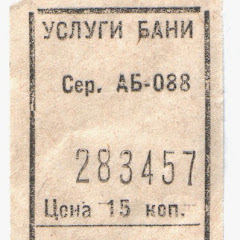 УСЛУГИ БАНИ
Сер. АБ-088
283457
Цена 15 коп.